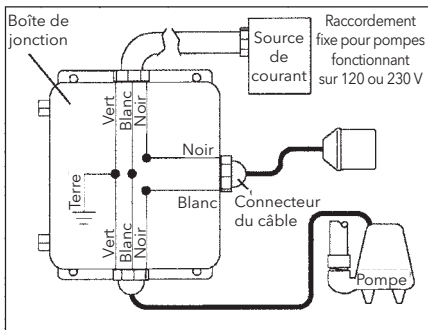 Boîte de
jonction
Source
de
courant
Raccordement
fixe pour pompes
fonctionnant
sur 120 ou 230 V
Vert
Blanc
Noir
Noir
Blanc
Connecteur
du câble
Terre
Vert
Blanc
Noir
Pompe